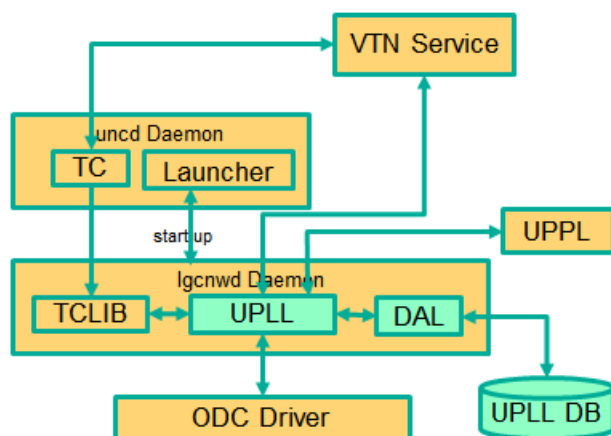 VTN Service
uncd Daemon
TC
Launcher
start up
UPPL
lgcnwd Daemon
TCLIB
UPLL
DAL
ODC Driver
UPLL DB